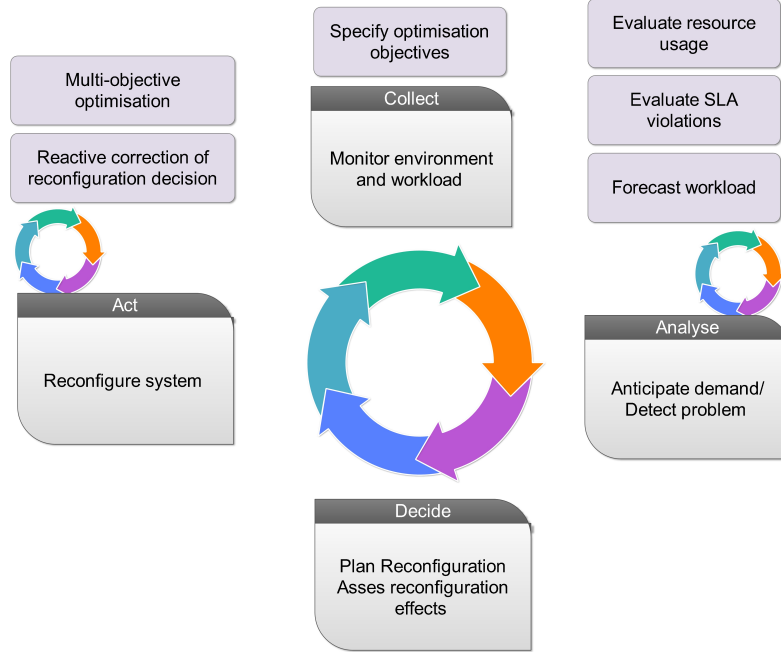 Multi-objective
optimisation
Reactive correction of
reconfiguration decision
Act
Reconfigure system
Specify optimisation
objectives
Collect
Monitor environment
and workload
Evaluate resource
usage
Evaluate SLA
violations
Forecast workload
Analyse
Anticipate demand/
Detect problem
Decide
Plan Reconfiguration
Asses reconfiguration
effects